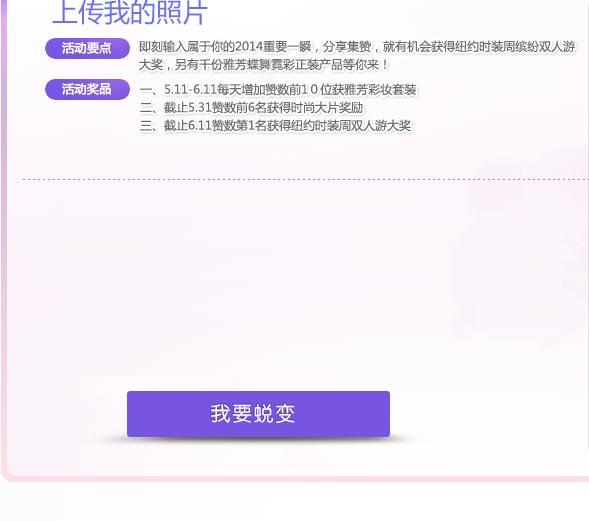 上传我的照片
活动要点
即刻输入属于你的2014重要一瞬，分享集赞，就有机会获得纽约时装周缤纷双人游
大奖，另有千份雅芳蝶舞霓彩正装产品等你来！
活动奖品
一、5.11-6.11每天增加赞数前1０位获雅芳彩妆套装
二、截止5.31赞数前6名获得时尚大片奖励
三、截止6.11赞数第1名获得纽约时装周双人游大奖
我要蜕变